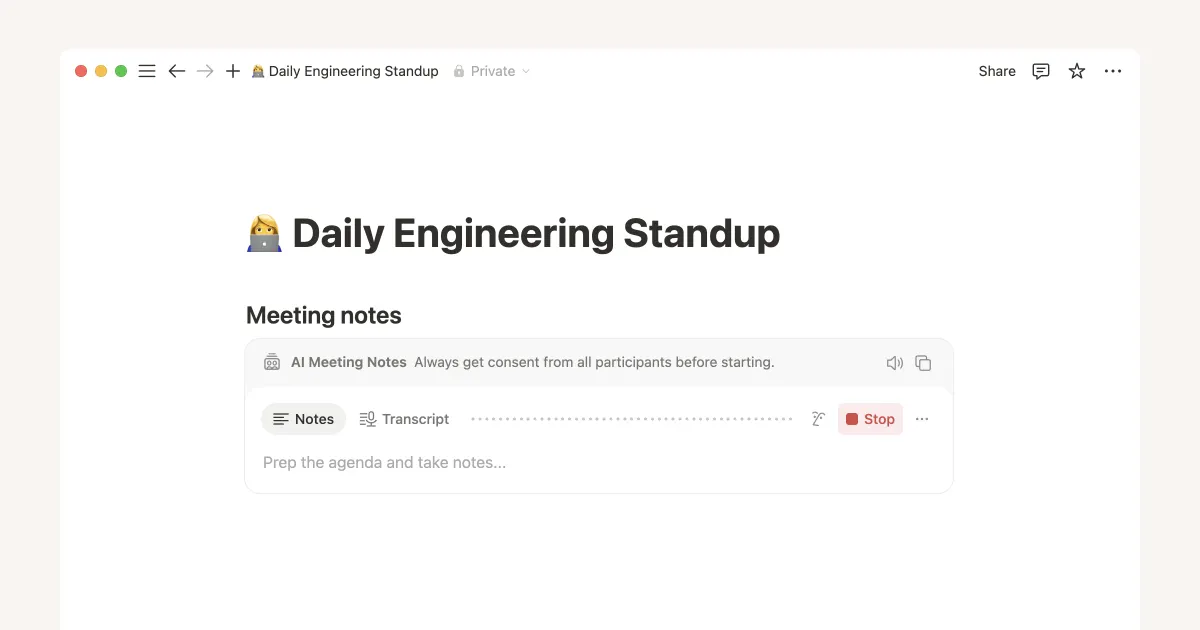 Daily Engineering Standup Private Share
Daily Engineering Standup
Meeting notes
AI Meeting Notes Always get consent from all participants before starting.
Notes Transcript Stop
Prep the agenda and take notes...